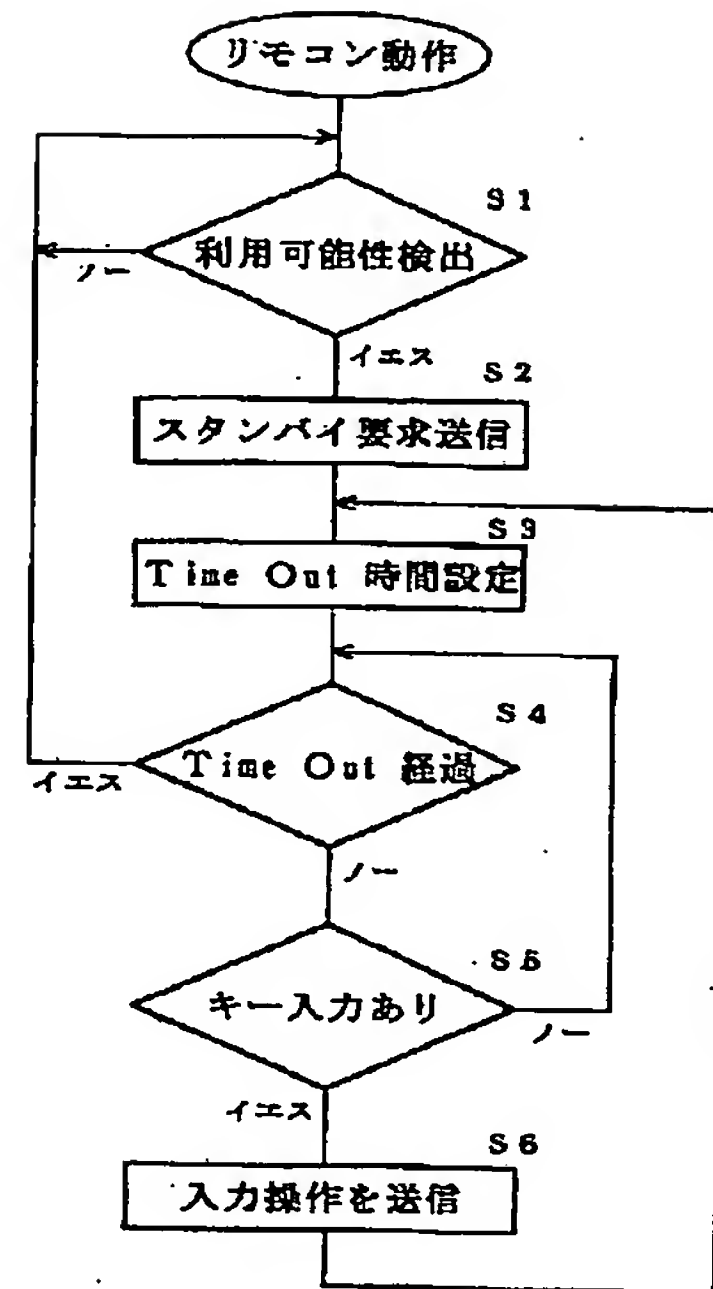 リモコン動作
S1
利用可能性検出
ノー
イエス
S2
スタンバイ要求送信
S3
Time Out 時間設定
S4
Time Out 経過
イエス
ノー
S5
キー入力あり
ノー
イエス
S6
入力操作を送信